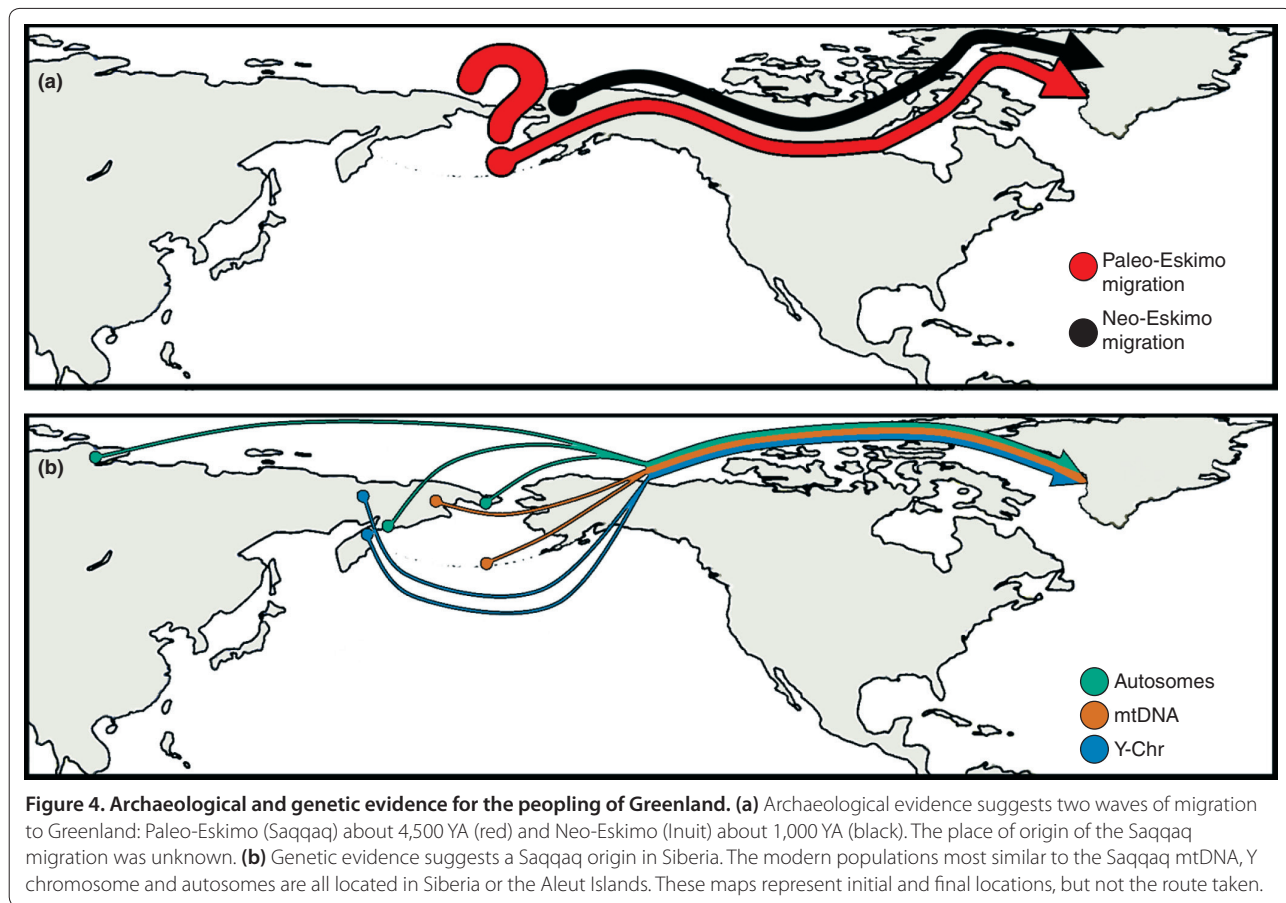 (a)
?
Paleo-Eskimo
migration
Neo-Eskimo
migration
(b)
Autosomes
mtDNA
Y-Chr
Figure 4. Archaeological and genetic evidence for the peopling of Greenland. (a) Archaeological evidence suggests two waves of migration
to Greenland: Paleo-Eskimo (Saqqaq) about 4,500 YA (red) and Neo-Eskimo (Inuit) about 1,000 YA (black). The place of origin of the Saqqaq
migration was unknown. (b) Genetic evidence suggests a Saqqaq origin in Siberia. The modern populations most similar to the Saqqaq mtDNA, Y
chromosome and autosomes are all located in Siberia or the Aleut Islands. These maps represent initial and final locations, but not the route taken.